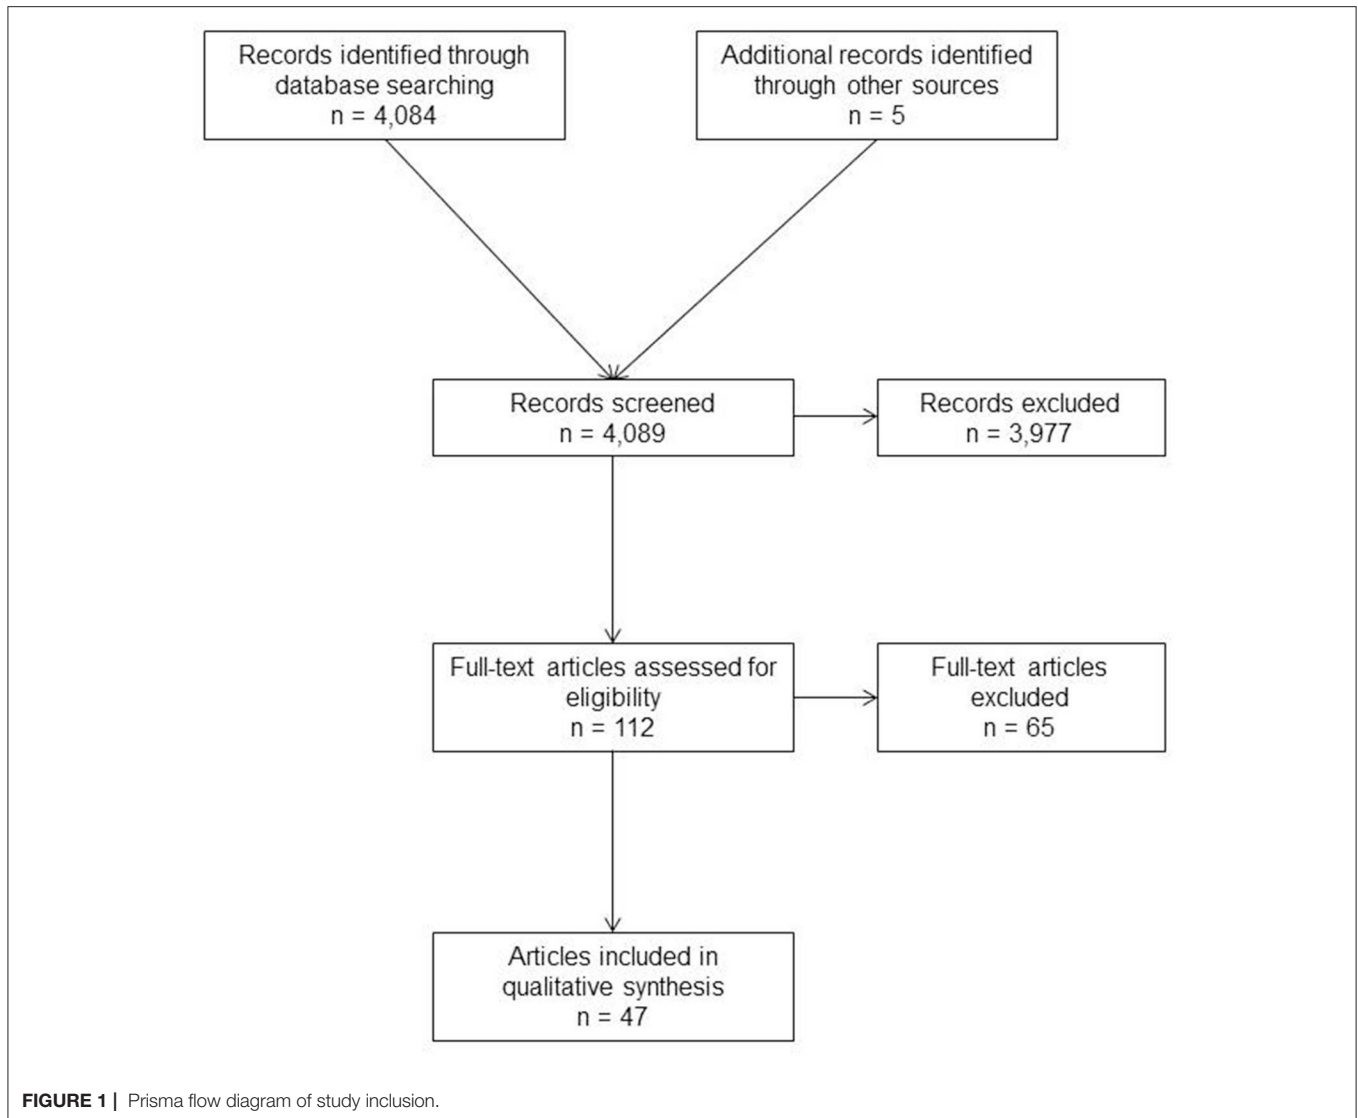 Records identified through
database searching
n = 4,084
Additional records identified
through other sources
n = 5
Records screened
n = 4,089
Records excluded
n = 3,977
Full-text articles assessed for
eligibility
n = 112
Full-text articles
excluded
n = 65
Articles included in
qualitative synthesis
n = 47
FIGURE 1 | Prisma flow diagram of study inclusion.